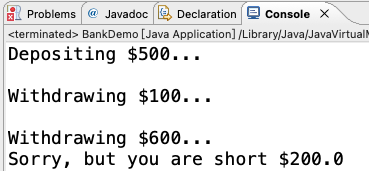 Problems @ Javadoc Declaration Console
<terminated> BankDemo [Java Application] /Library/Java/JavaVirtualM
Depositing $500...
Withdrawing $100...
Withdrawing $600...
Sorry, but you are short $200.0